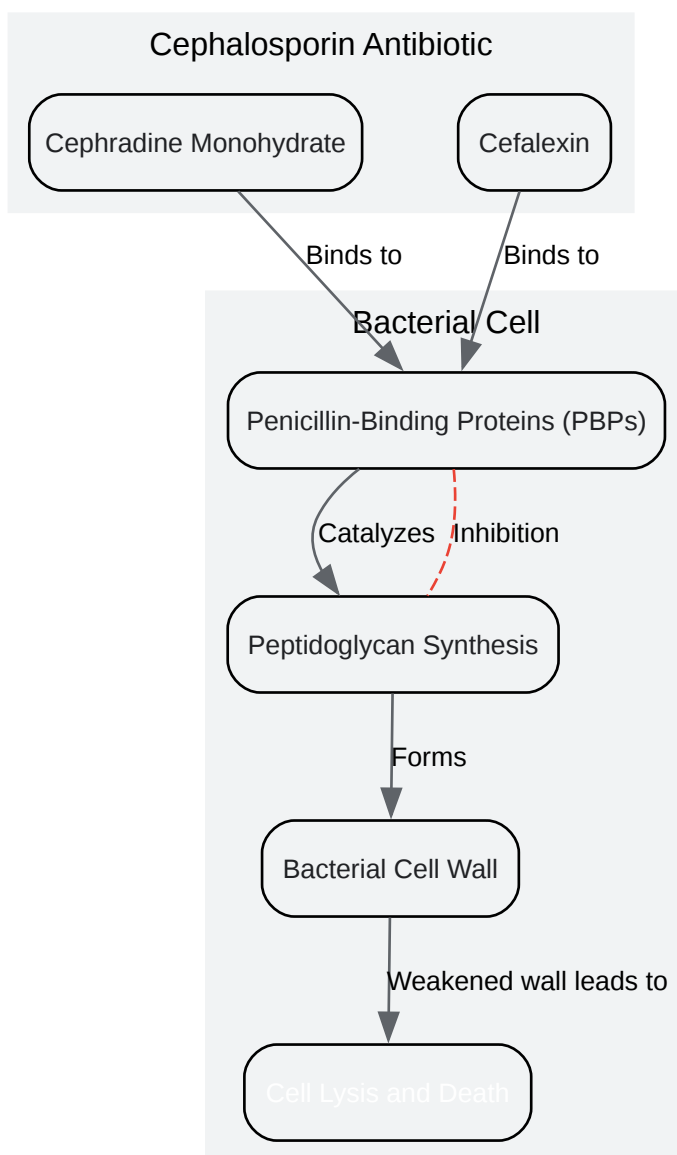 Cephalosporin Antibiotic
Cephradine Monohydrate
Cefalexin
Binds to
Binds to
Bacterial Cell
Penicillin-Binding Proteins (PBPs)
Catalyzes
Inhibition
Peptidoglycan Synthesis
Forms
Bacterial Cell Wall
Weakened wall leads to
Cell Lysis and Death